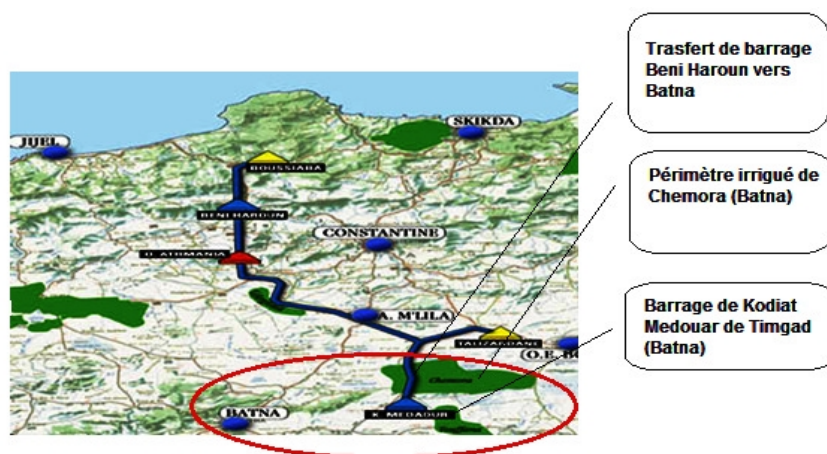 Trasfert de barrage
Beni Haroun vers
Batna
SKIKDA
JIJEL
BOUSSIABA
Périmètre irrigué de
Chemora (Batna)
BENI HAROUN
CONSTANTINE
O. ATHMANIA
Barrage de Kodiat
Medouar de Timgad
(Batna)
A. M'LILA
(O.E. B
Chemora
BATNA
K. MEDAOUR